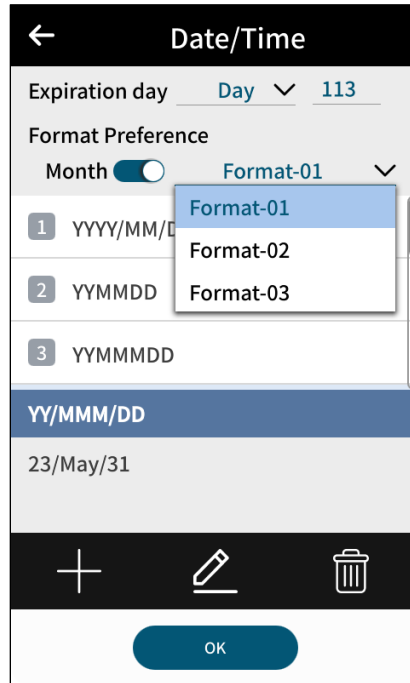 Date/Time
Expiration day Day 113
Format Preference
Month Format-01
Format-01
Format-02
Format-03
1 YYYY/MM/D
2 YYMMDD
3 YYMMMDD
YY/MMM/DD
23/May/31
OK